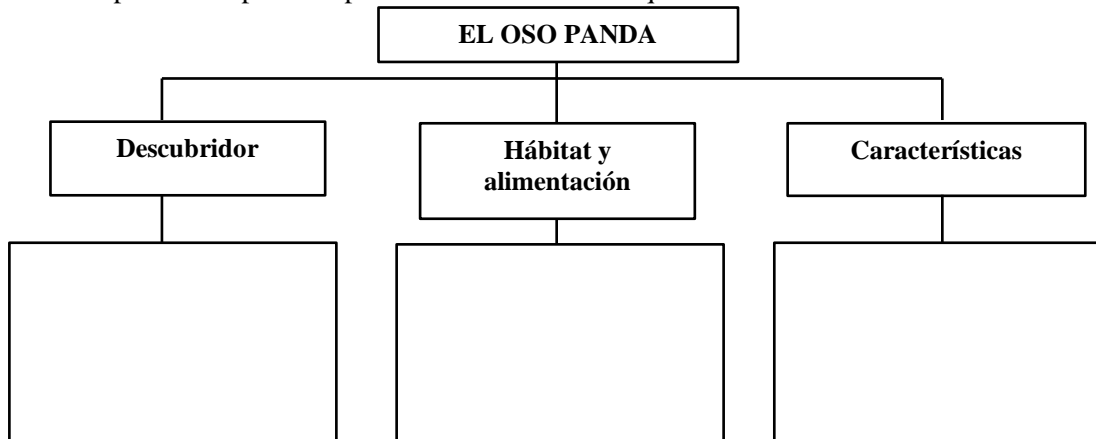 EL OSO PANDA
Descubridor
Hábitat y
alimentación
Características